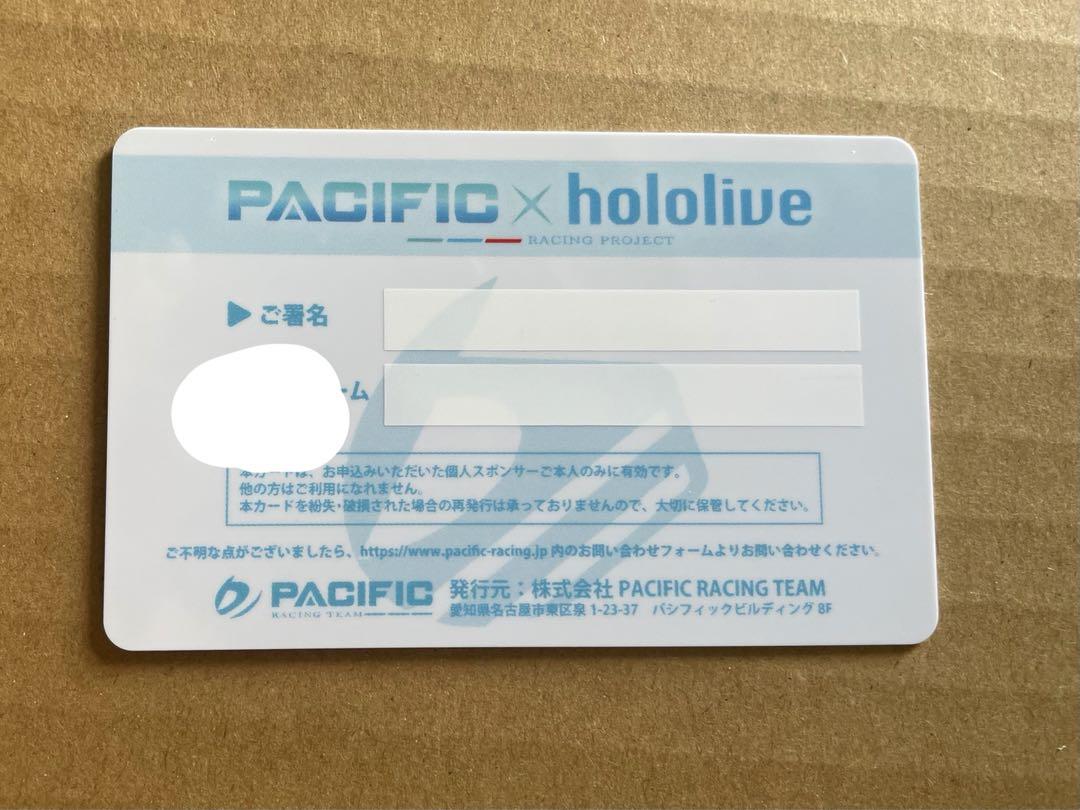 PACIFIC × hololive
RACING PROJECT
▶ご署名
ーム
本カードは、お申込みいただいた個人スポンサーご本人のみに有効です。
他の方はご利用になれません。
本カードを紛失・破損された場合の再発行は承っておりませんので、大切に保管してください。
ご不明な点がございましたら、https://www.pacific-racing.jp 内のお問い合わせフォームよりお問い合わせください。
PACIFIC
RACING TEAM
発行元：株式会社 PACIFIC RACING TEAM
愛知県名古屋市東区泉 1-23-37 パシフィックビルディング 8F